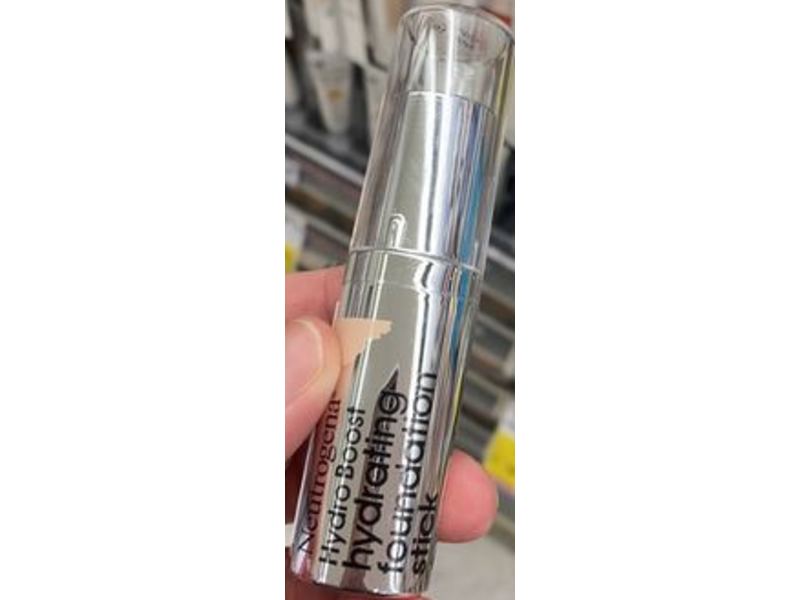 Neutrogena
Hydro Boost
hydrating
foundation
stick